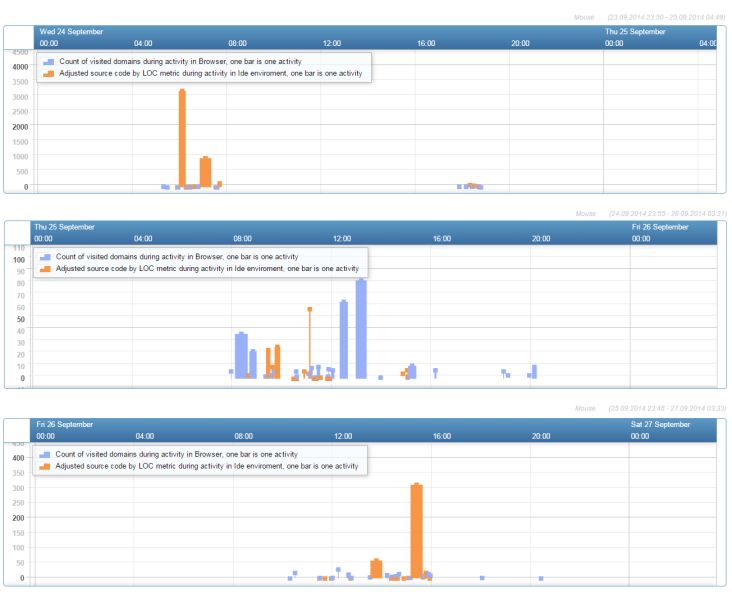 Mouse (23.09.2014 23:30 - 25.09.2014 04:49)
Wed 24 September Thu 25 September
00:00 04:00 08:00 12:00 16:00 20:00 00:00 04:00
4500
Count of visited domains during activity in Browser, one bar is one activity
4000
Adjusted source code by LOC metric during activity in Ide enviroment, one bar is one activity
3500
3000
2500
2000
1500
1000
500
0
Mouse (24.09.2014 23:55 - 26.09.2014 03:31)
Thu 25 September Fri 26 September
00:00 04:00 08:00 12:00 16:00 20:00 00:00
110
Count of visited domains during activity in Browser, one bar is one activity
100
Adjusted source code by LOC metric during activity in Ide enviroment, one bar is one activity
90
80
70
60
50
40
30
20
10
0
Mouse (25.09.2014 23:48 - 27.09.2014 03:33)
Fri 26 September Sat 27 September
00:00 04:00 08:00 12:00 16:00 20:00 00:00
450
Count of visited domains during activity in Browser, one bar is one activity
400
Adjusted source code by LOC metric during activity in Ide enviroment, one bar is one activity
350
300
250
200
150
100
50
0